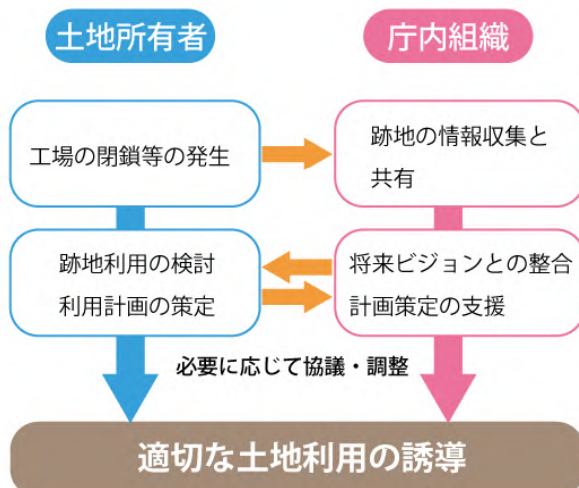 土地所有者
庁内組織
工場の閉鎖等の発生
跡地の情報収集と
共有
跡地利用の検討
利用計画の策定
将来ビジョンとの整合
計画策定の支援
必要に応じて協議・調整
適切な土地利用の誘導